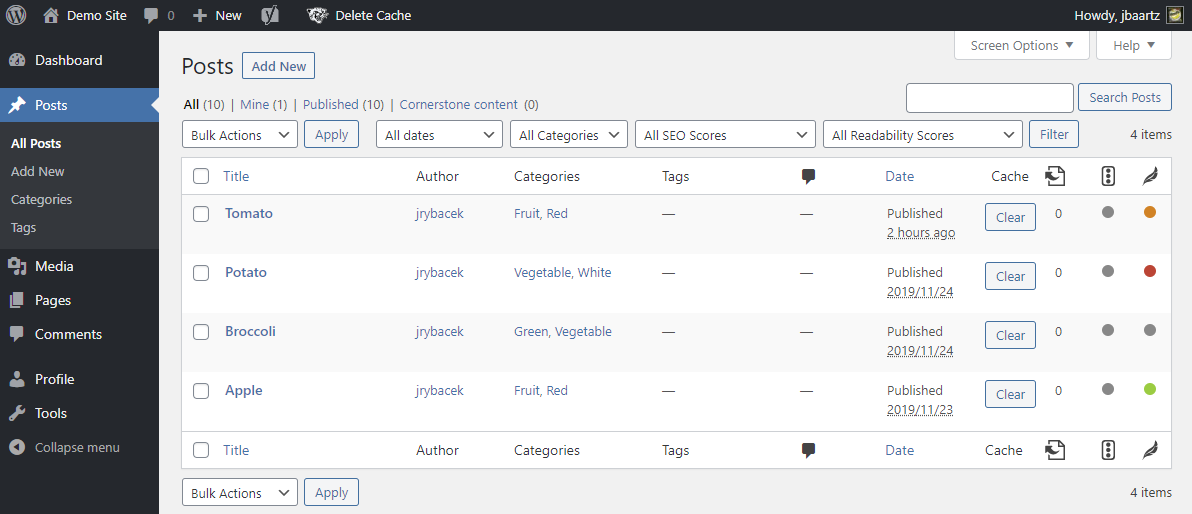 Demo Site 0 New Delete Cache Howdy, jbaartz
Screen Options Help
Dashboard
Posts
All Posts
Add New
Categories
Tags
Media
Pages
Comments
Profile
Tools
Collapse menu
Posts Add New
All (10) | Mine (1) | Published (10) | Cornerstone content (0)
Search Posts
Bulk Actions Apply All dates All Categories All SEO Scores All Readability Scores Filter 4 items
Title Author Categories Tags Date Cache
Tomato jrybacek Fruit, Red — — Published Clear 0
2 hours ago
Potato jrybacek Vegetable, White — — Published Clear 0
2019/11/24
Broccoli jrybacek Green, Vegetable — — Published Clear 0
2019/11/24
Apple jrybacek Fruit, Red — — Published Clear 0
2019/11/23
Title Author Categories Tags Date Cache
Bulk Actions Apply 4 items